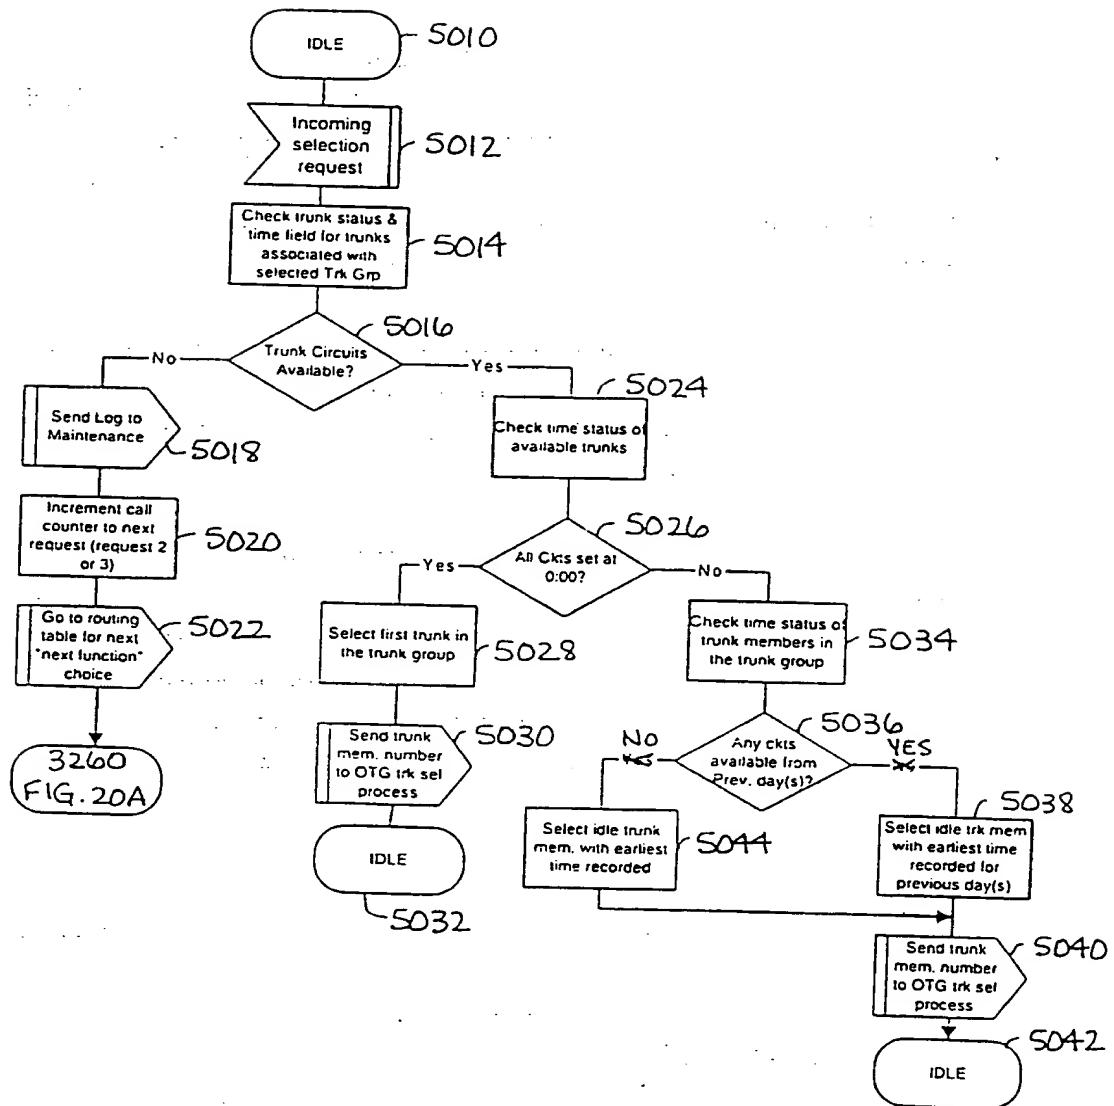 IDLE
5010
Incoming
selection
request
5012
Check trunk status &
time field for trunks
associated with
selected Trk Grp
5014
Trunk Circuits
Available?
5016
No
Yes
Send Log to
Maintenance
5018
Increment call
counter to next
request (request 2
or 3)
5020
Go to routing
table for next
"next function"
choice
5022
3260
FIG. 20A
5024
Check time status of
available trunks
All Ckts set at
0:00?
5026
Yes
No
Select first trunk in
the trunk group
5028
Send trunk
mem. number
to OTG trk sel
process
5030
IDLE
5032
Check time status of
trunk members in
the trunk group
5034
Any ckts
available from
Prev. day(s)?
5036
NO
YES
Select idle trunk
mem. with earliest
time recorded
5044
Select idle trk mem
with earliest time
recorded for
previous day(s)
5038
Send trunk
mem. number
to OTG trk sel
process
5040
IDLE
5042